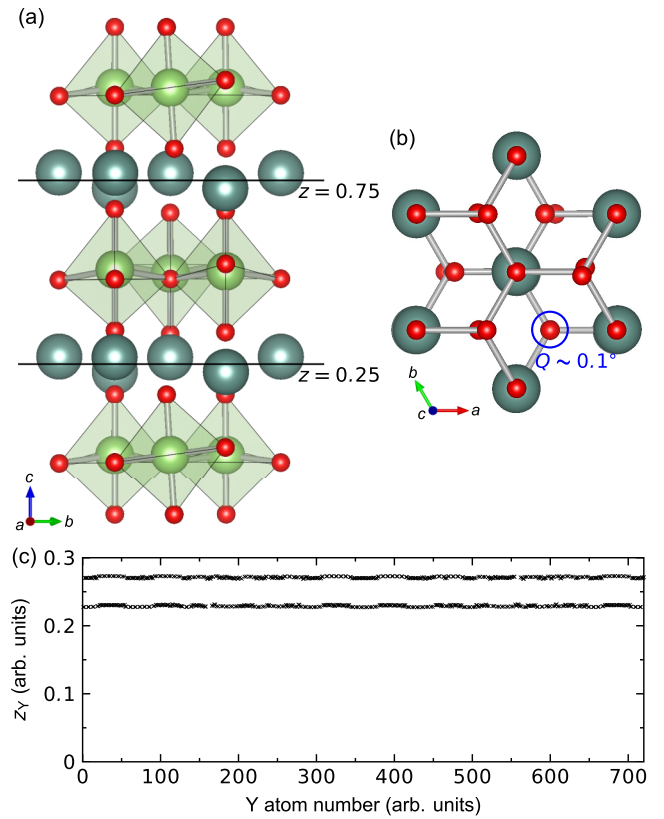 (a)
z = 0.75
z = 0.25
c
a
b
(b)
Q ~ 0.1°
b
c
a
(c)
0.3
0.2
0.1
0
z_Y (arb. units)
0 100 200 300 400 500 600 700
Y atom number (arb. units)